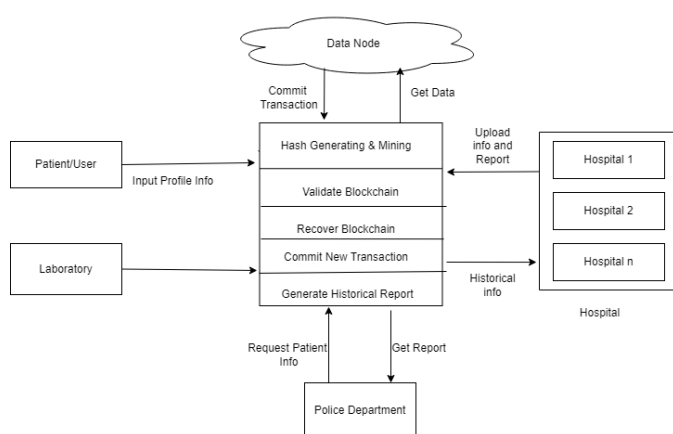 Data Node
Commit
Transaction
Get Data
Hash Generating & Mining
Upload
info and
Report
Hospital 1
Patient/User
Input Profile Info
Validate Blockchain
Hospital 2
Recover Blockchain
Commit New Transaction
Hospital n
Laboratory
Historical
info
Generate Historical Report
Hospital
Request Patient
Info
Get Report
Police Department